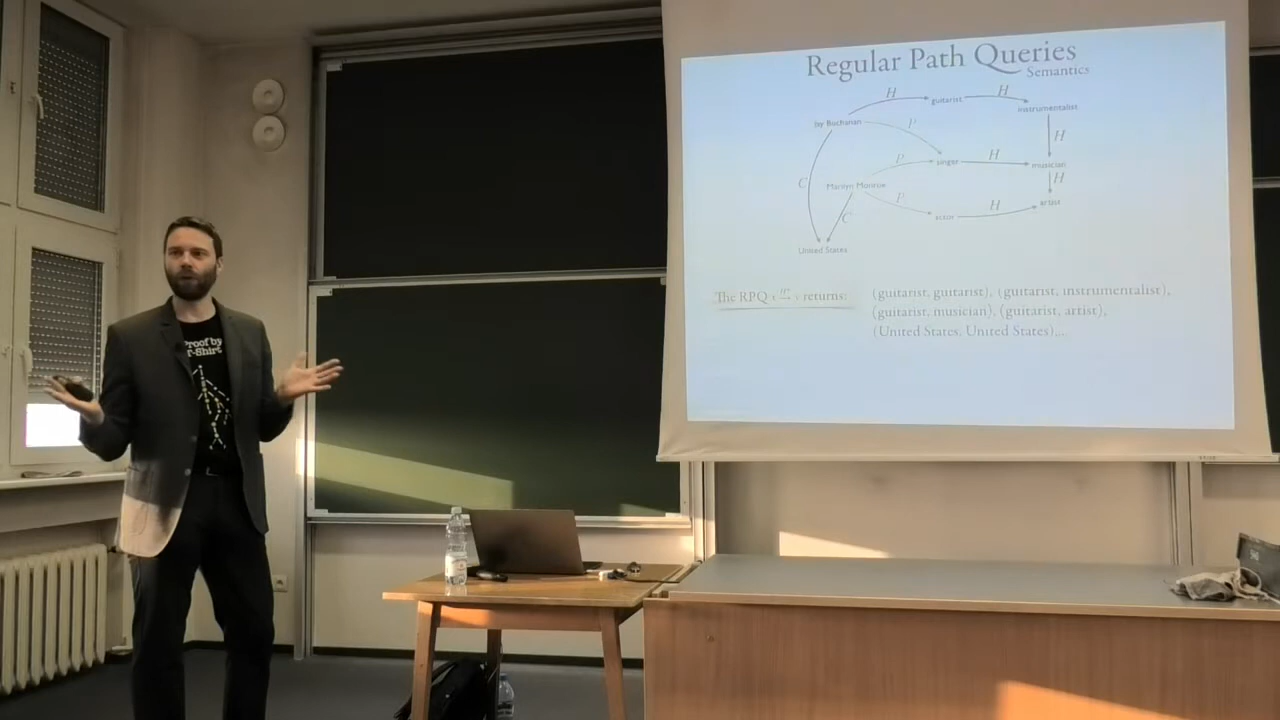 Proof by
T-Shirt
Regular Path Queries
Semantics
H
guitarist
H
instrumentalist
Jay Buchanan
P
H
P
singer
H
musician
C
Marilyn Monroe
H
P
C
actor
H
artist
United States
The RPQ returns:
(guitarist, guitarist), (guitarist, instrumentalist),
(guitarist, musician), (guitarist, artist),
(United States, United States),...